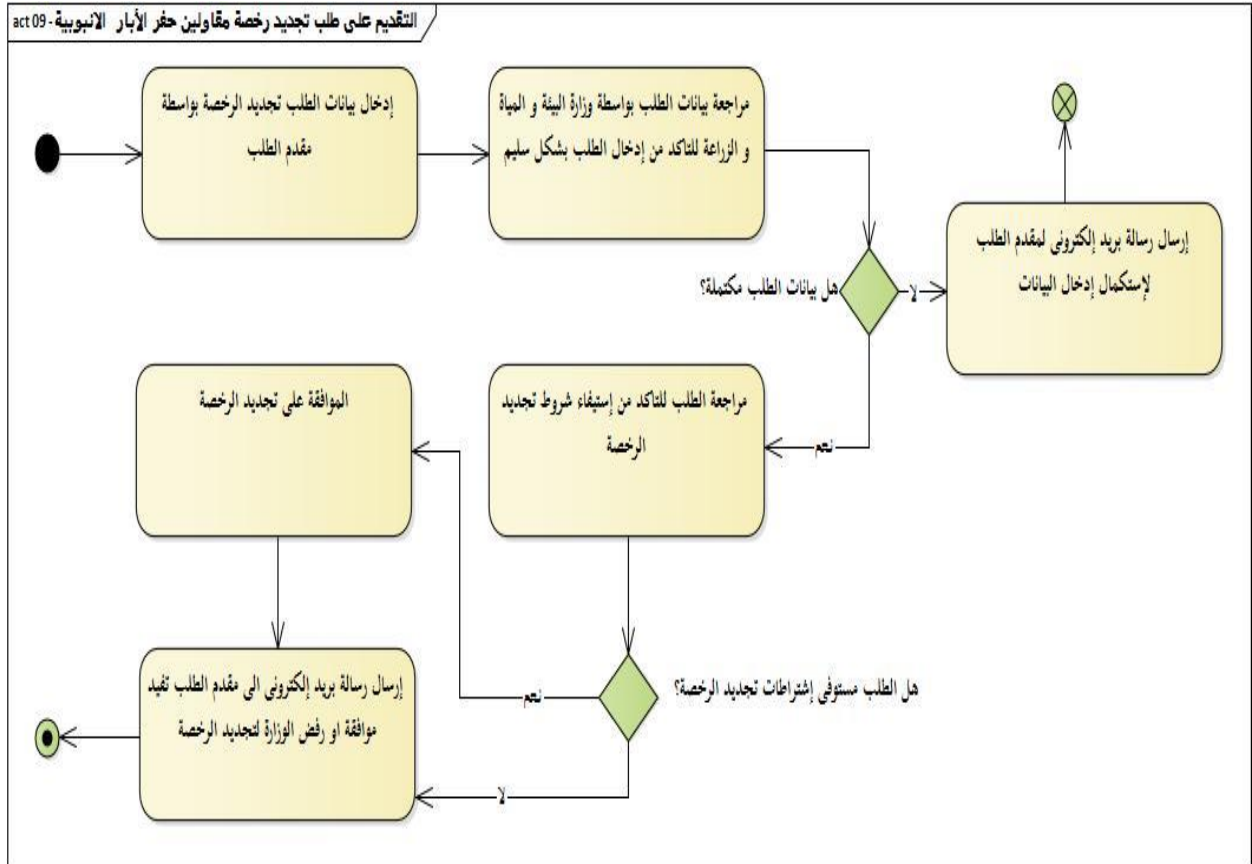 act 09 - التقديم على طلب تجديد رخصة مقاولين حفر الأبار الانبوبية
إدخال بيانات الطلب تجديد الرخصة بواسطة
مقدم الطلب
مراجعة بيانات الطلب بواسطة وزارة البيئة و المياة
و الزراعة للتاكد من إدخال الطلب بشكل سليم
هل بيانات الطلب مكتملة؟
لا
إرسال رسالة بريد إلكترونى لمقدم الطلب
لإستكمال إدخال البيانات
نعم
مراجعة الطلب للتاكد من إستيفاء شروط تجديد
الرخصة
الموافقة على تجديد الرخصة
هل الطلب مستوفى إشتراطات تجديد الرخصة؟
نعم
لا
إرسال رسالة بريد إلكترونى الى مقدم الطلب تفيد
موافقة او رفض الوزارة لتجديد الرخصة